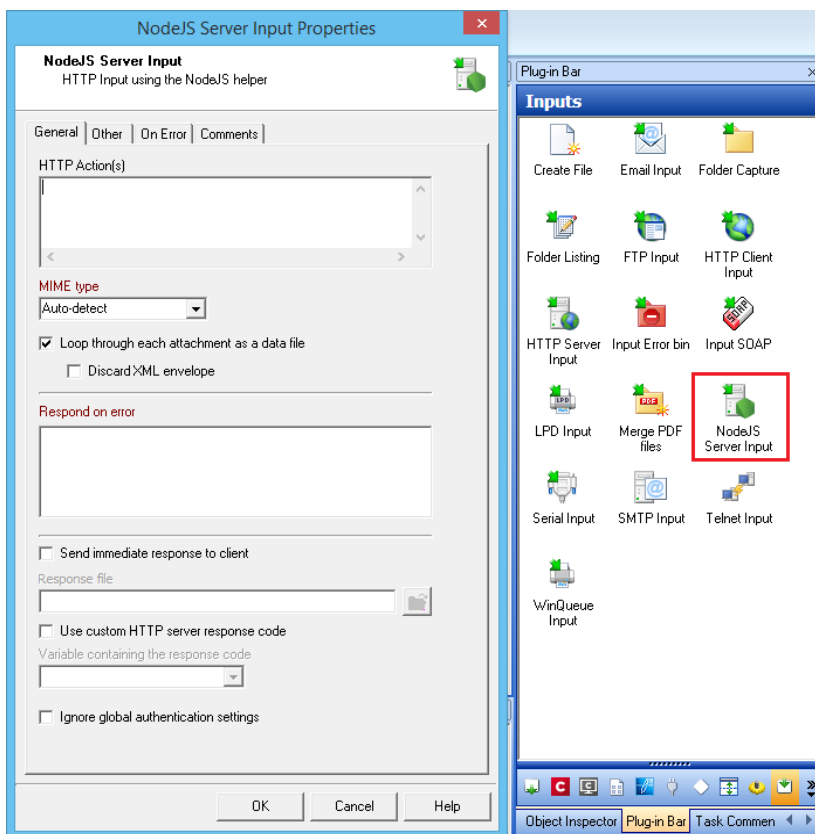 NodeJS Server Input Properties
NodeJS Server Input
HTTP Input using the NodeJS helper
General
Other
On Error
Comments
HTTP Action(s)
MIME type
Auto-detect
Loop through each attachment as a data file
Discard XML envelope
Respond on error
Send immediate response to client
Response file
Use custom HTTP server response code
Variable containing the response code
Ignore global authentication settings
OK
Cancel
Help
Plug-in Bar
Inputs
Create File
Email Input
Folder Capture
Folder Listing
FTP Input
HTTP Client
Input
HTTP Server
Input
Input Error bin
Input SOAP
LPD Input
Merge PDF
files
NodeJS
Server Input
Serial Input
SMTP Input
Telnet Input
WinQueue
Input
Object Inspector
Plug-in Bar
Task Commen